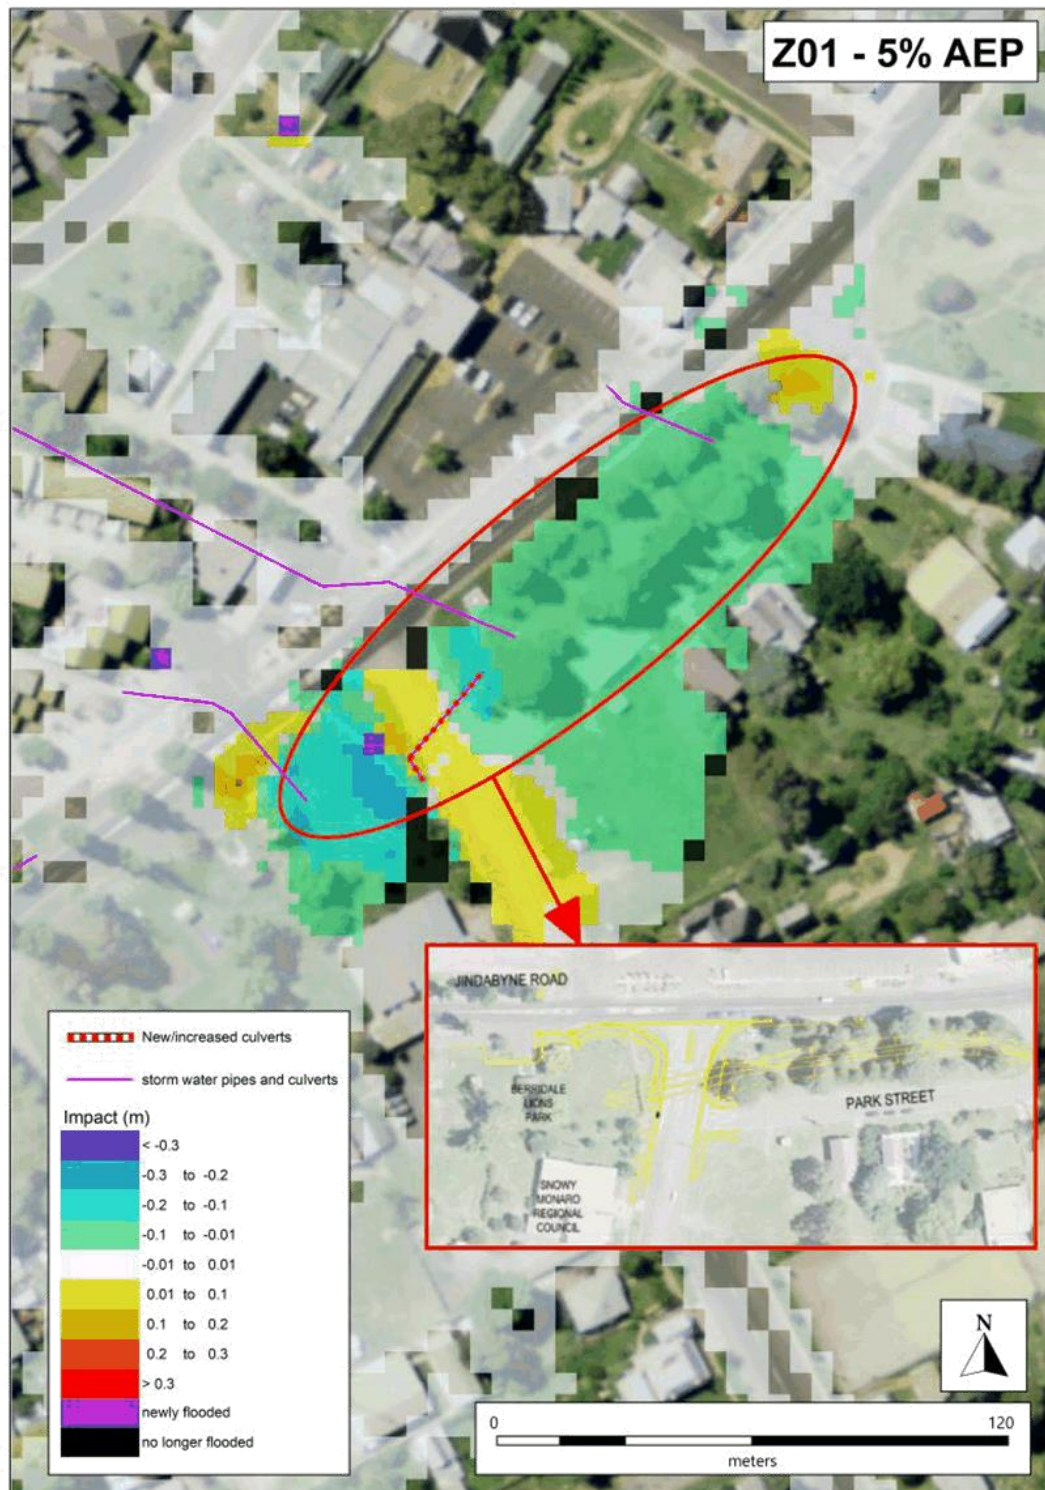 Z01 - 5% AEP
JINDABYNE ROAD
BERRIDALE
LIONS
PARK
PARK STREET
SNOWY
MONARO
REGIONAL
COUNCIL
New/increased culverts
storm water pipes and culverts
Impact (m)
< -0.3
-0.3 to -0.2
-0.2 to -0.1
-0.1 to -0.01
-0.01 to 0.01
0.01 to 0.1
0.1 to 0.2
0.2 to 0.3
> 0.3
newly flooded
no longer flooded
N
0 120
meters